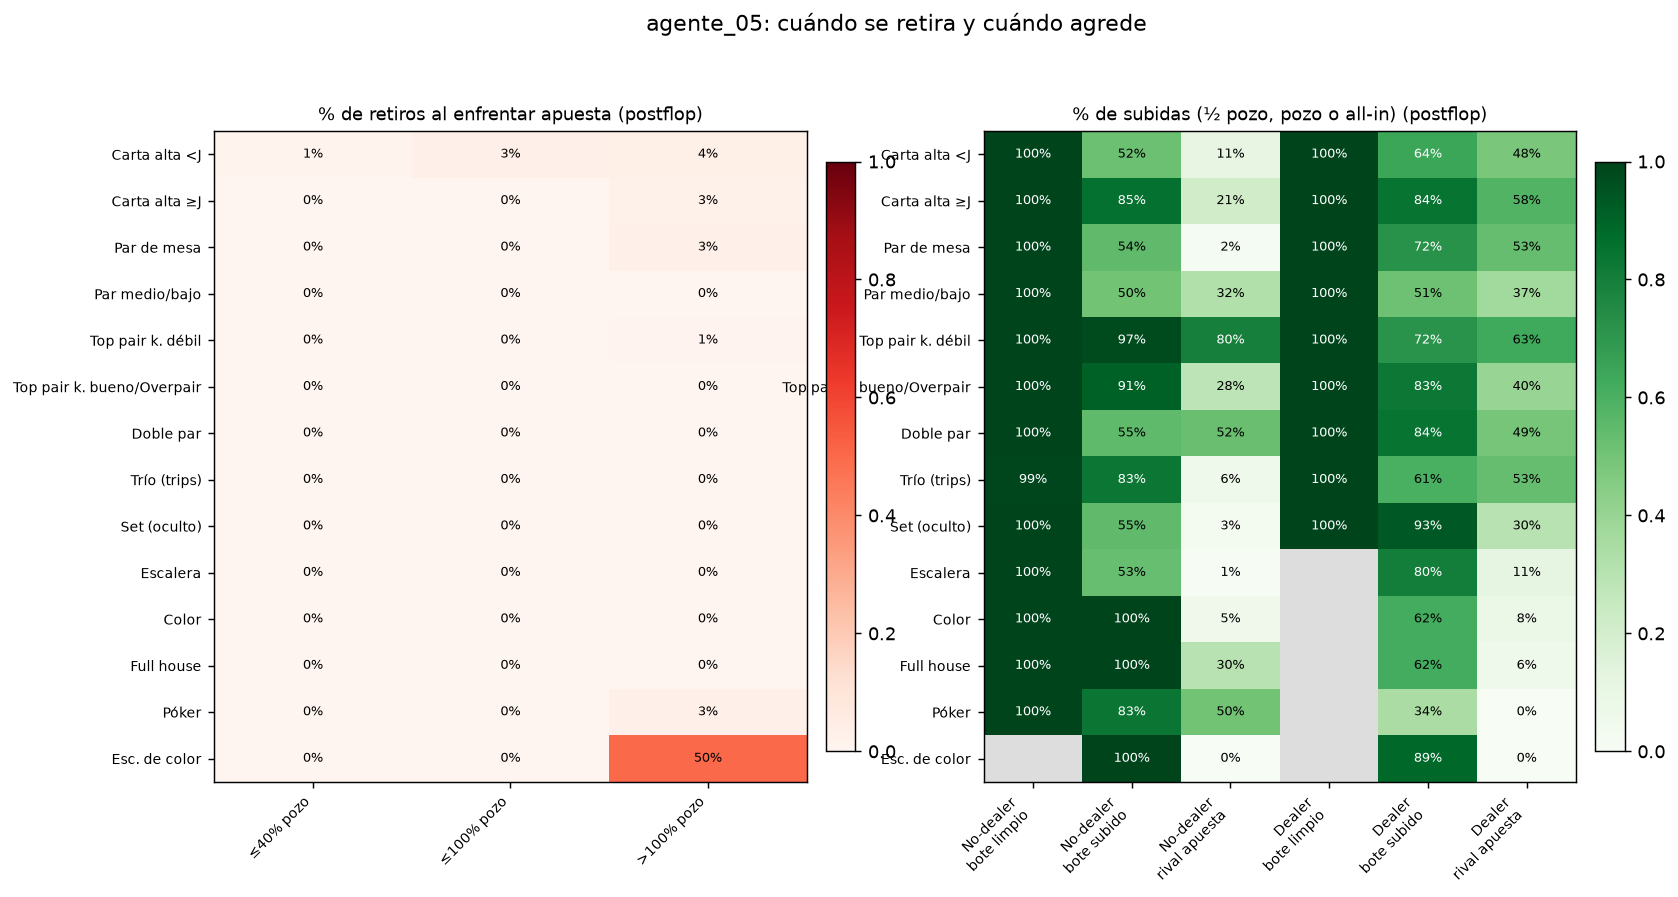 agente_05: cuándo se retira y cuándo agrede
% de retiros al enfrentar apuesta (postflop)
Carta alta <J 1% 3% 4%
Carta alta ≥J 0% 0% 3%
Par de mesa 0% 0% 3%
Par medio/bajo 0% 0% 0%
Top pair k. débil 0% 0% 1%
Top pair k. bueno/Overpair 0% 0% 0%
Doble par 0% 0% 0%
Trío (trips) 0% 0% 0%
Set (oculto) 0% 0% 0%
Escalera 0% 0% 0%
Color 0% 0% 0%
Full house 0% 0% 0%
Póker 0% 0% 3%
Esc. de color 0% 0% 50%
≤40% pozo
≤100% pozo
>100% pozo
1.0
0.8
0.6
0.4
0.2
0.0
% de subidas (½ pozo, pozo o all-in) (postflop)
Carta alta <J 100% 52% 11% 100% 64% 48%
Carta alta ≥J 100% 85% 21% 100% 84% 58%
Par de mesa 100% 54% 2% 100% 72% 53%
Par medio/bajo 100% 50% 32% 100% 51% 37%
Top pair k. débil 100% 97% 80% 100% 72% 63%
Top pa bueno/Overpair 100% 91% 28% 100% 83% 40%
Doble par 100% 55% 52% 100% 84% 49%
Trío (trips) 99% 83% 6% 100% 61% 53%
Set (oculto) 100% 55% 3% 100% 93% 30%
Escalera 100% 53% 1% 80% 11%
Color 100% 100% 5% 62% 8%
Full house 100% 100% 30% 62% 6%
Póker 100% 83% 50% 34% 0%
Esc. de color 100% 0% 89% 0%
No-dealer
bote limpio
No-dealer
bote subido
No-dealer
rival apuesta
Dealer
bote limpio
Dealer
bote subido
Dealer
rival apuesta
1.0
0.8
0.6
0.4
0.2
0.0